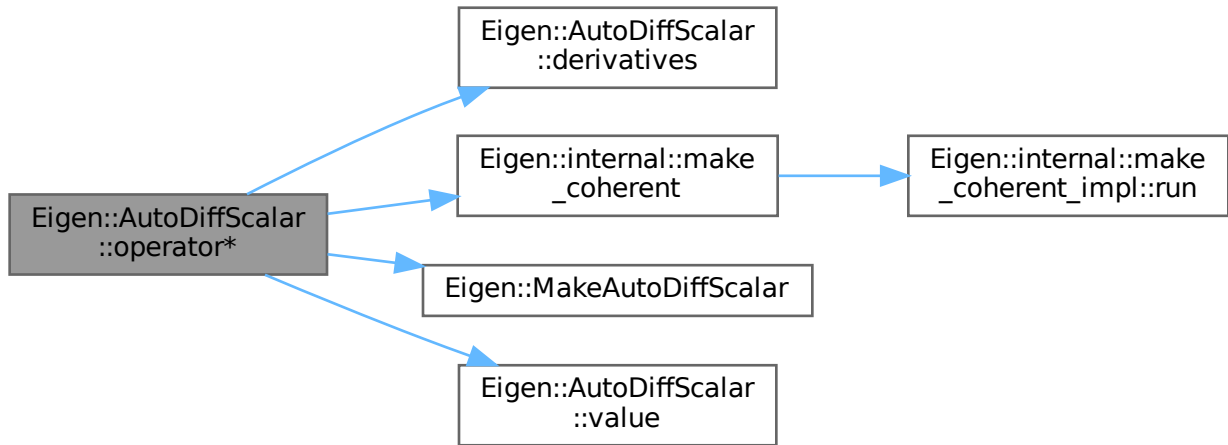 Eigen::AutoDiffScalar
::derivatives
Eigen::internal::make
_coherent
Eigen::internal::make
_coherent_impl::run
Eigen::AutoDiffScalar
::operator*
Eigen::MakeAutoDiffScalar
Eigen::AutoDiffScalar
::value